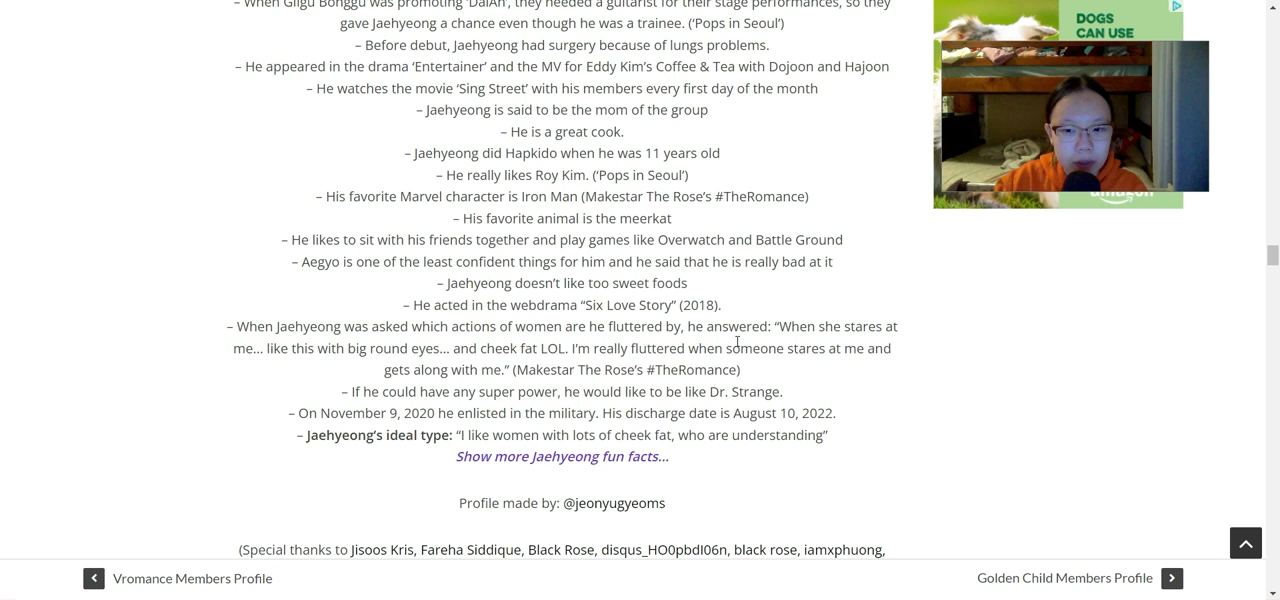 – When Gilgu Bonggu was promoting ‘DalAh’, they needed a guitarist for their stage performances, so they
gave Jaehyeong a chance even though he was a trainee. (‘Pops in Seoul’)
– Before debut, Jaehyeong had surgery because of lungs problems.
– He appeared in the drama ‘Entertainer’ and the MV for Eddy Kim’s Coffee & Tea with Dojoon and Hajoon
– He watches the movie ‘Sing Street’ with his members every first day of the month
– Jaehyeong is said to be the mom of the group
– He is a great cook.
– Jaehyeong did Hapkido when he was 11 years old
– He really likes Roy Kim. (‘Pops in Seoul’)
– His favorite Marvel character is Iron Man (Makestar The Rose’s #TheRomance)
– His favorite animal is the meerkat
– He likes to sit with his friends together and play games like Overwatch and Battle Ground
– Aegyo is one of the least confident things for him and he said that he is really bad at it
– Jaehyeong doesn’t like too sweet foods
– He acted in the webdrama “Six Love Story” (2018).
– When Jaehyeong was asked which actions of women are he fluttered by, he answered: “When she stares at
me… like this with big round eyes… and cheek fat LOL. I’m really fluttered when someone stares at me and
gets along with me.” (Makestar The Rose’s #TheRomance)
– If he could have any super power, he would like to be like Dr. Strange.
– On November 9, 2020 he enlisted in the military. His discharge date is August 10, 2022.
– Jaehyeong’s ideal type: “I like women with lots of cheek fat, who are understanding”
Show more Jaehyeong fun facts…
Profile made by: @jeonyugyeoms
(Special thanks to Jisoos Kris, Fareha Siddique, Black Rose, disqus_HO0pbdI06n, black rose, iamxphuong,
Vromance Members Profile
Golden Child Members Profile
DOGS
CAN USE
amazon